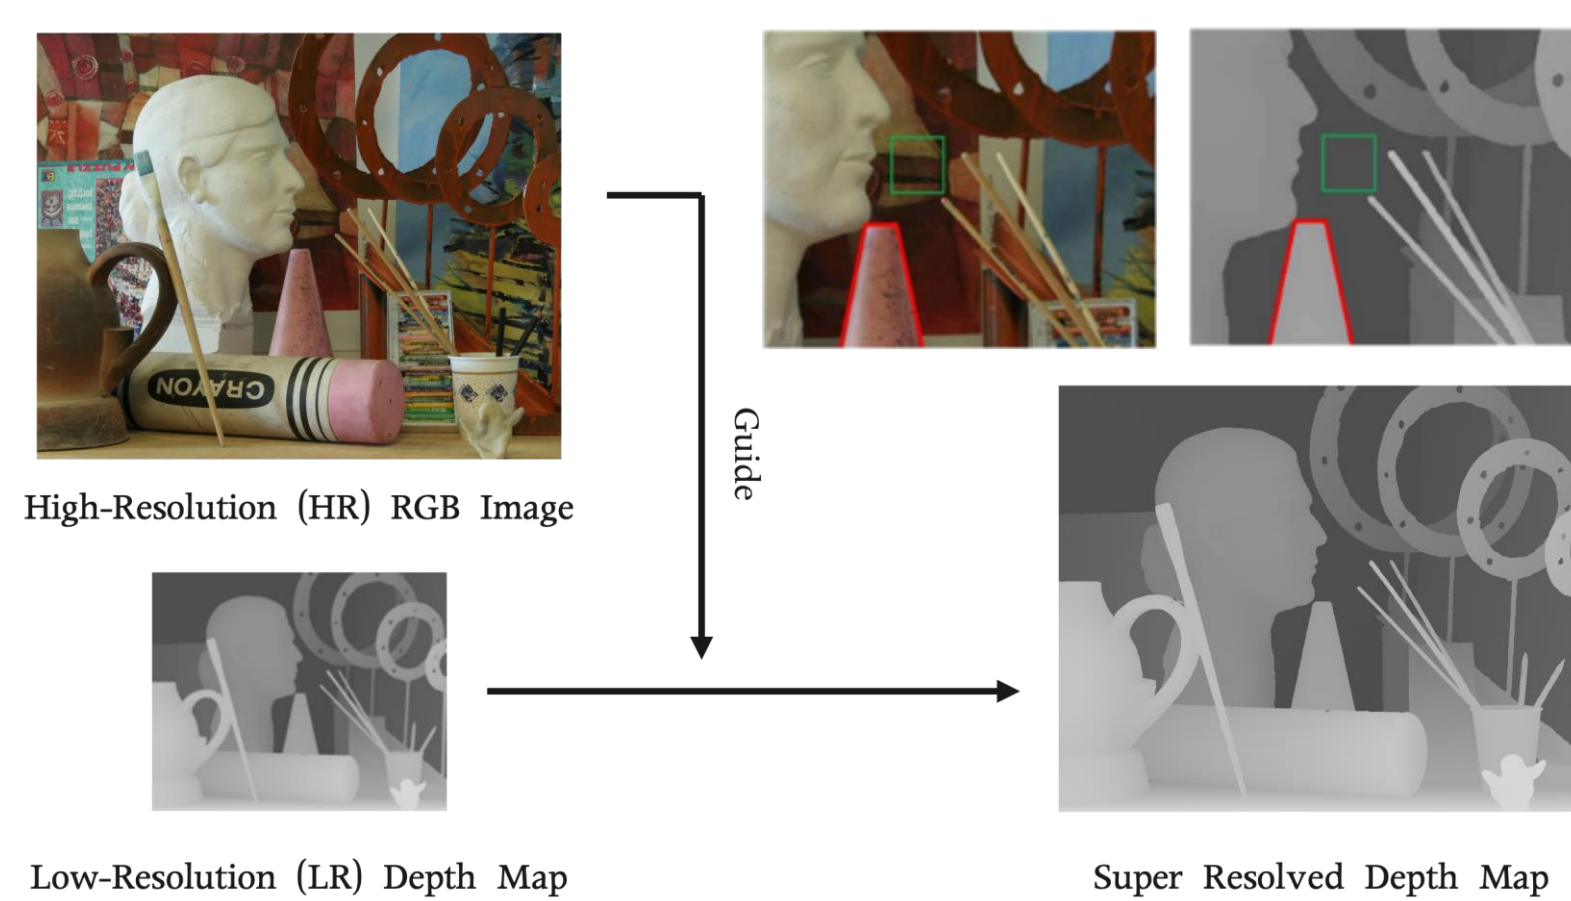 CRAYON
Guide
High-Resolution (HR) RGB Image
Low-Resolution (LR) Depth Map
Super Resolved Depth Map